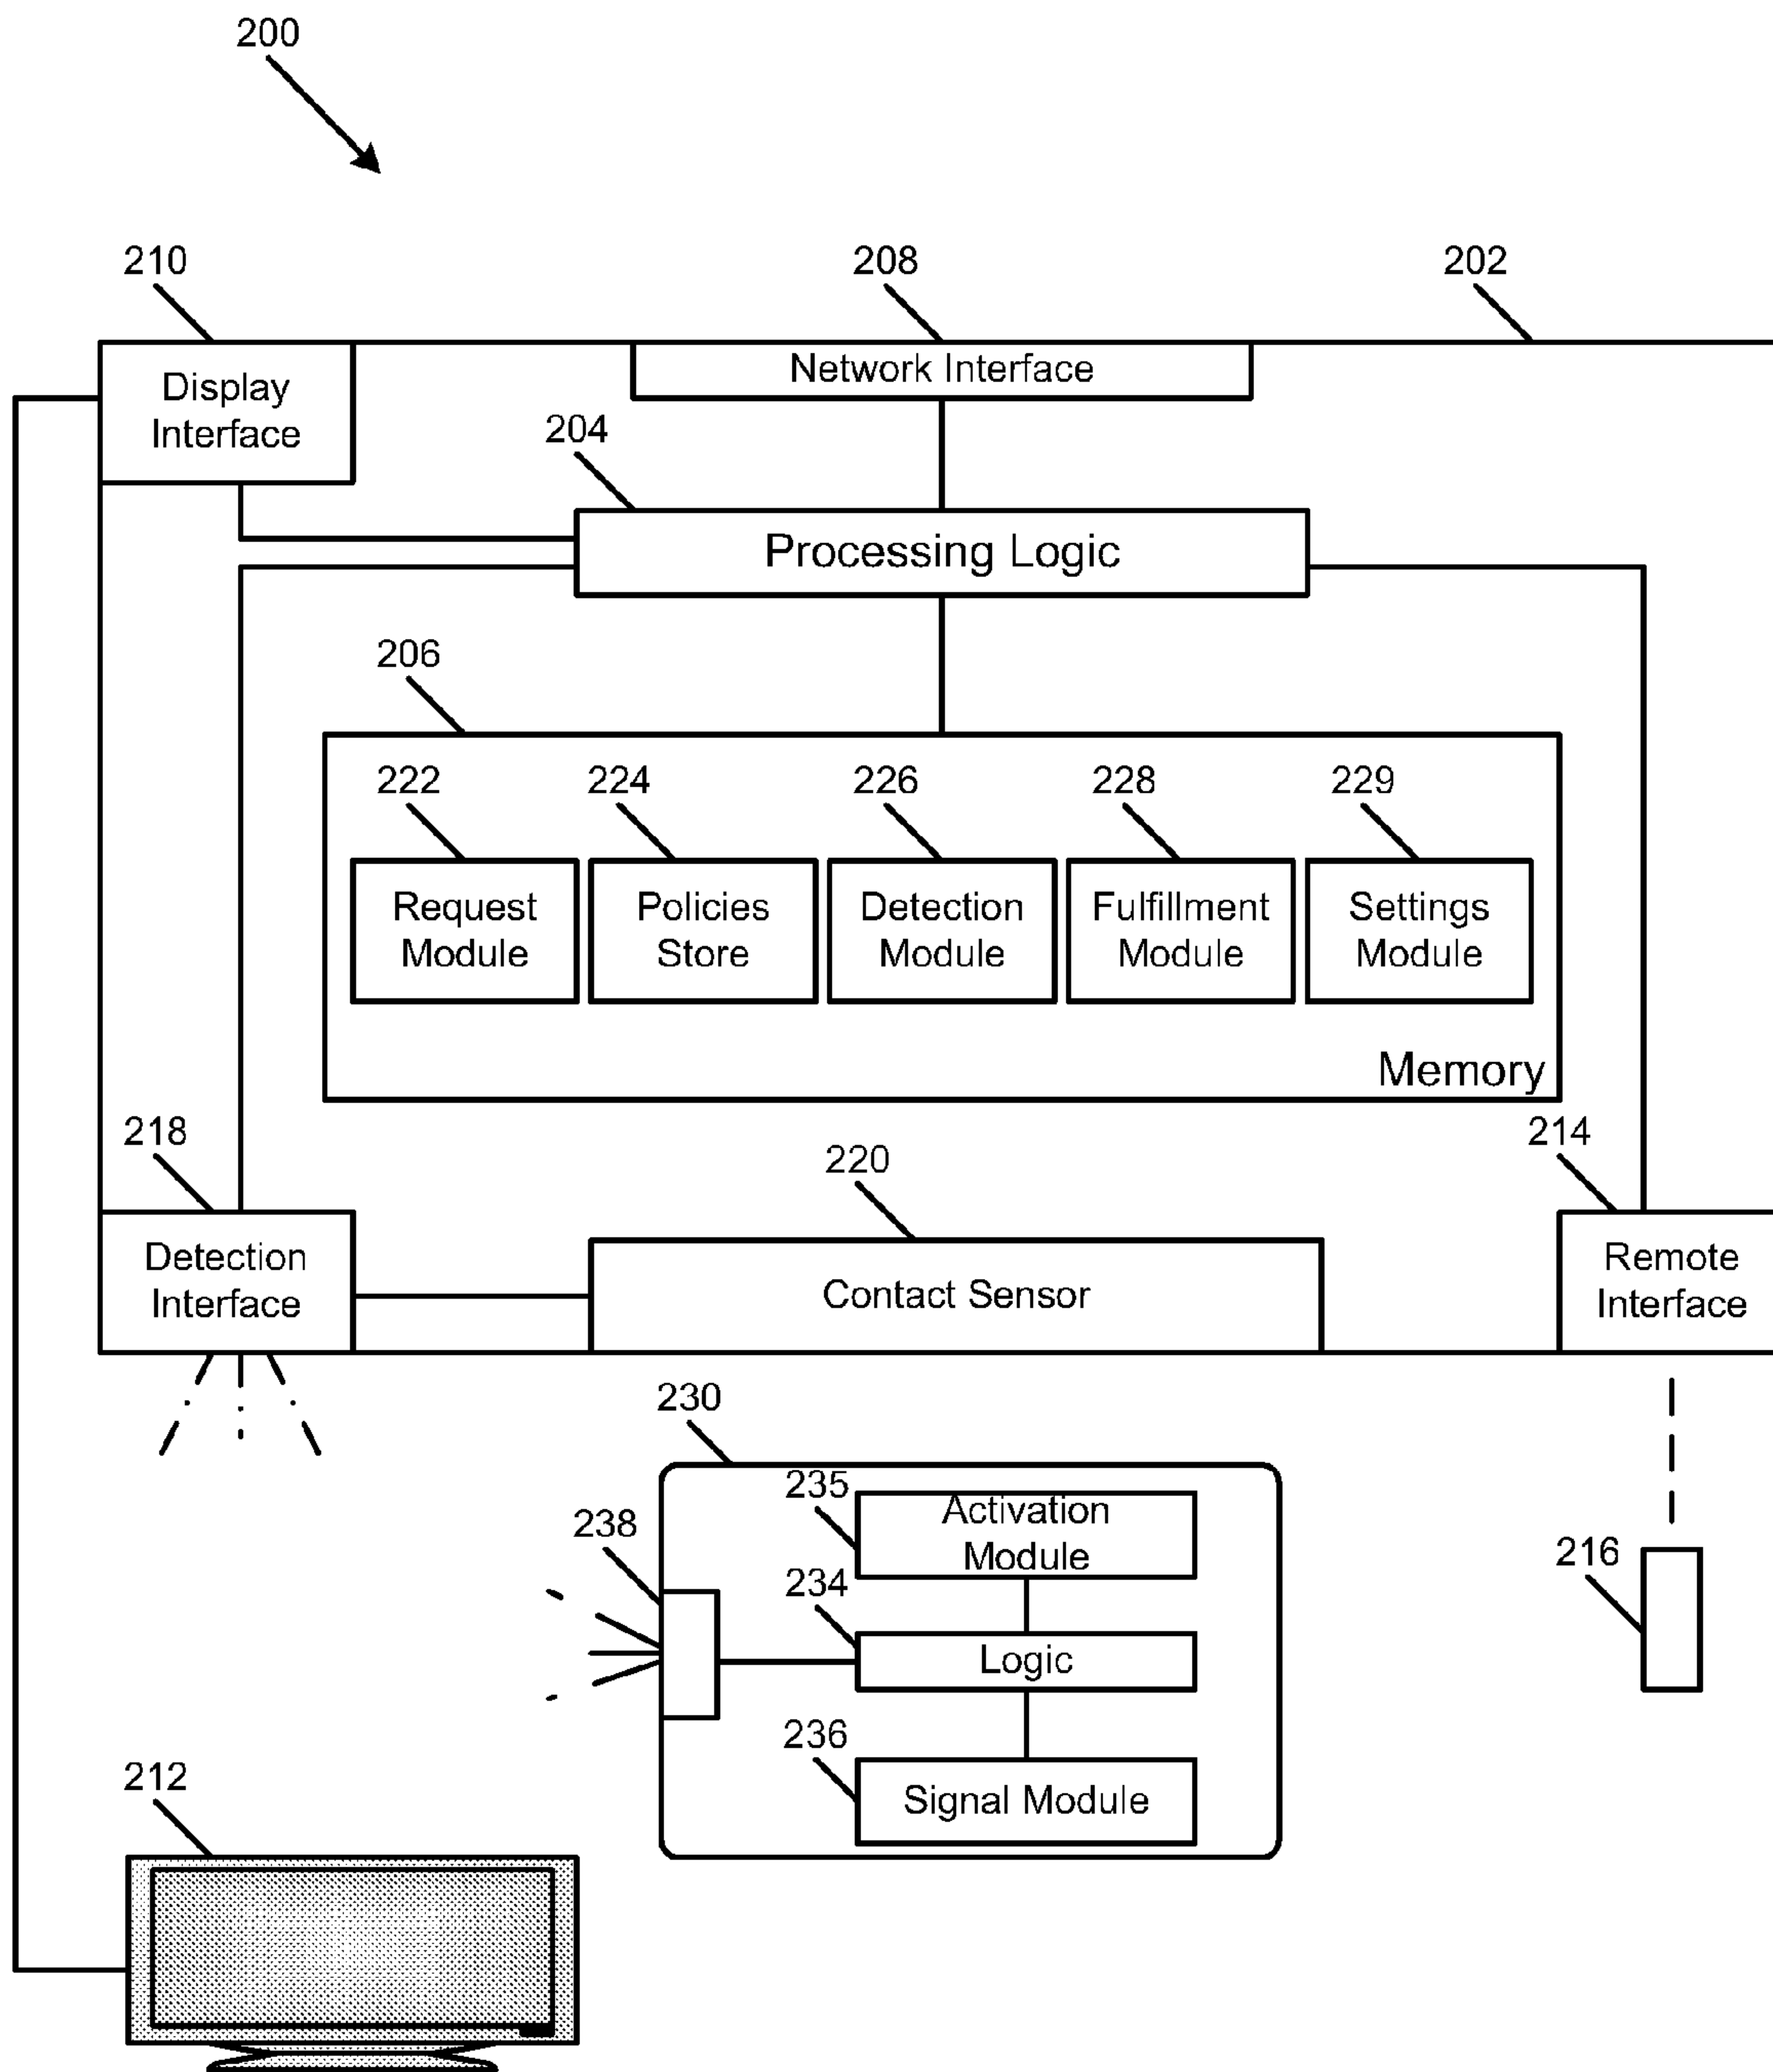 200
210
208
202
Display
Interface
Network Interface
204
Processing Logic
206
222
224
226
228
229
Request
Module
Policies
Store
Detection
Module
Fulfillment
Module
Settings
Module
Memory
218
220
214
Detection
Interface
Contact Sensor
Remote
Interface
230
235
Activation
Module
238
234
Logic
216
236
Signal Module
212